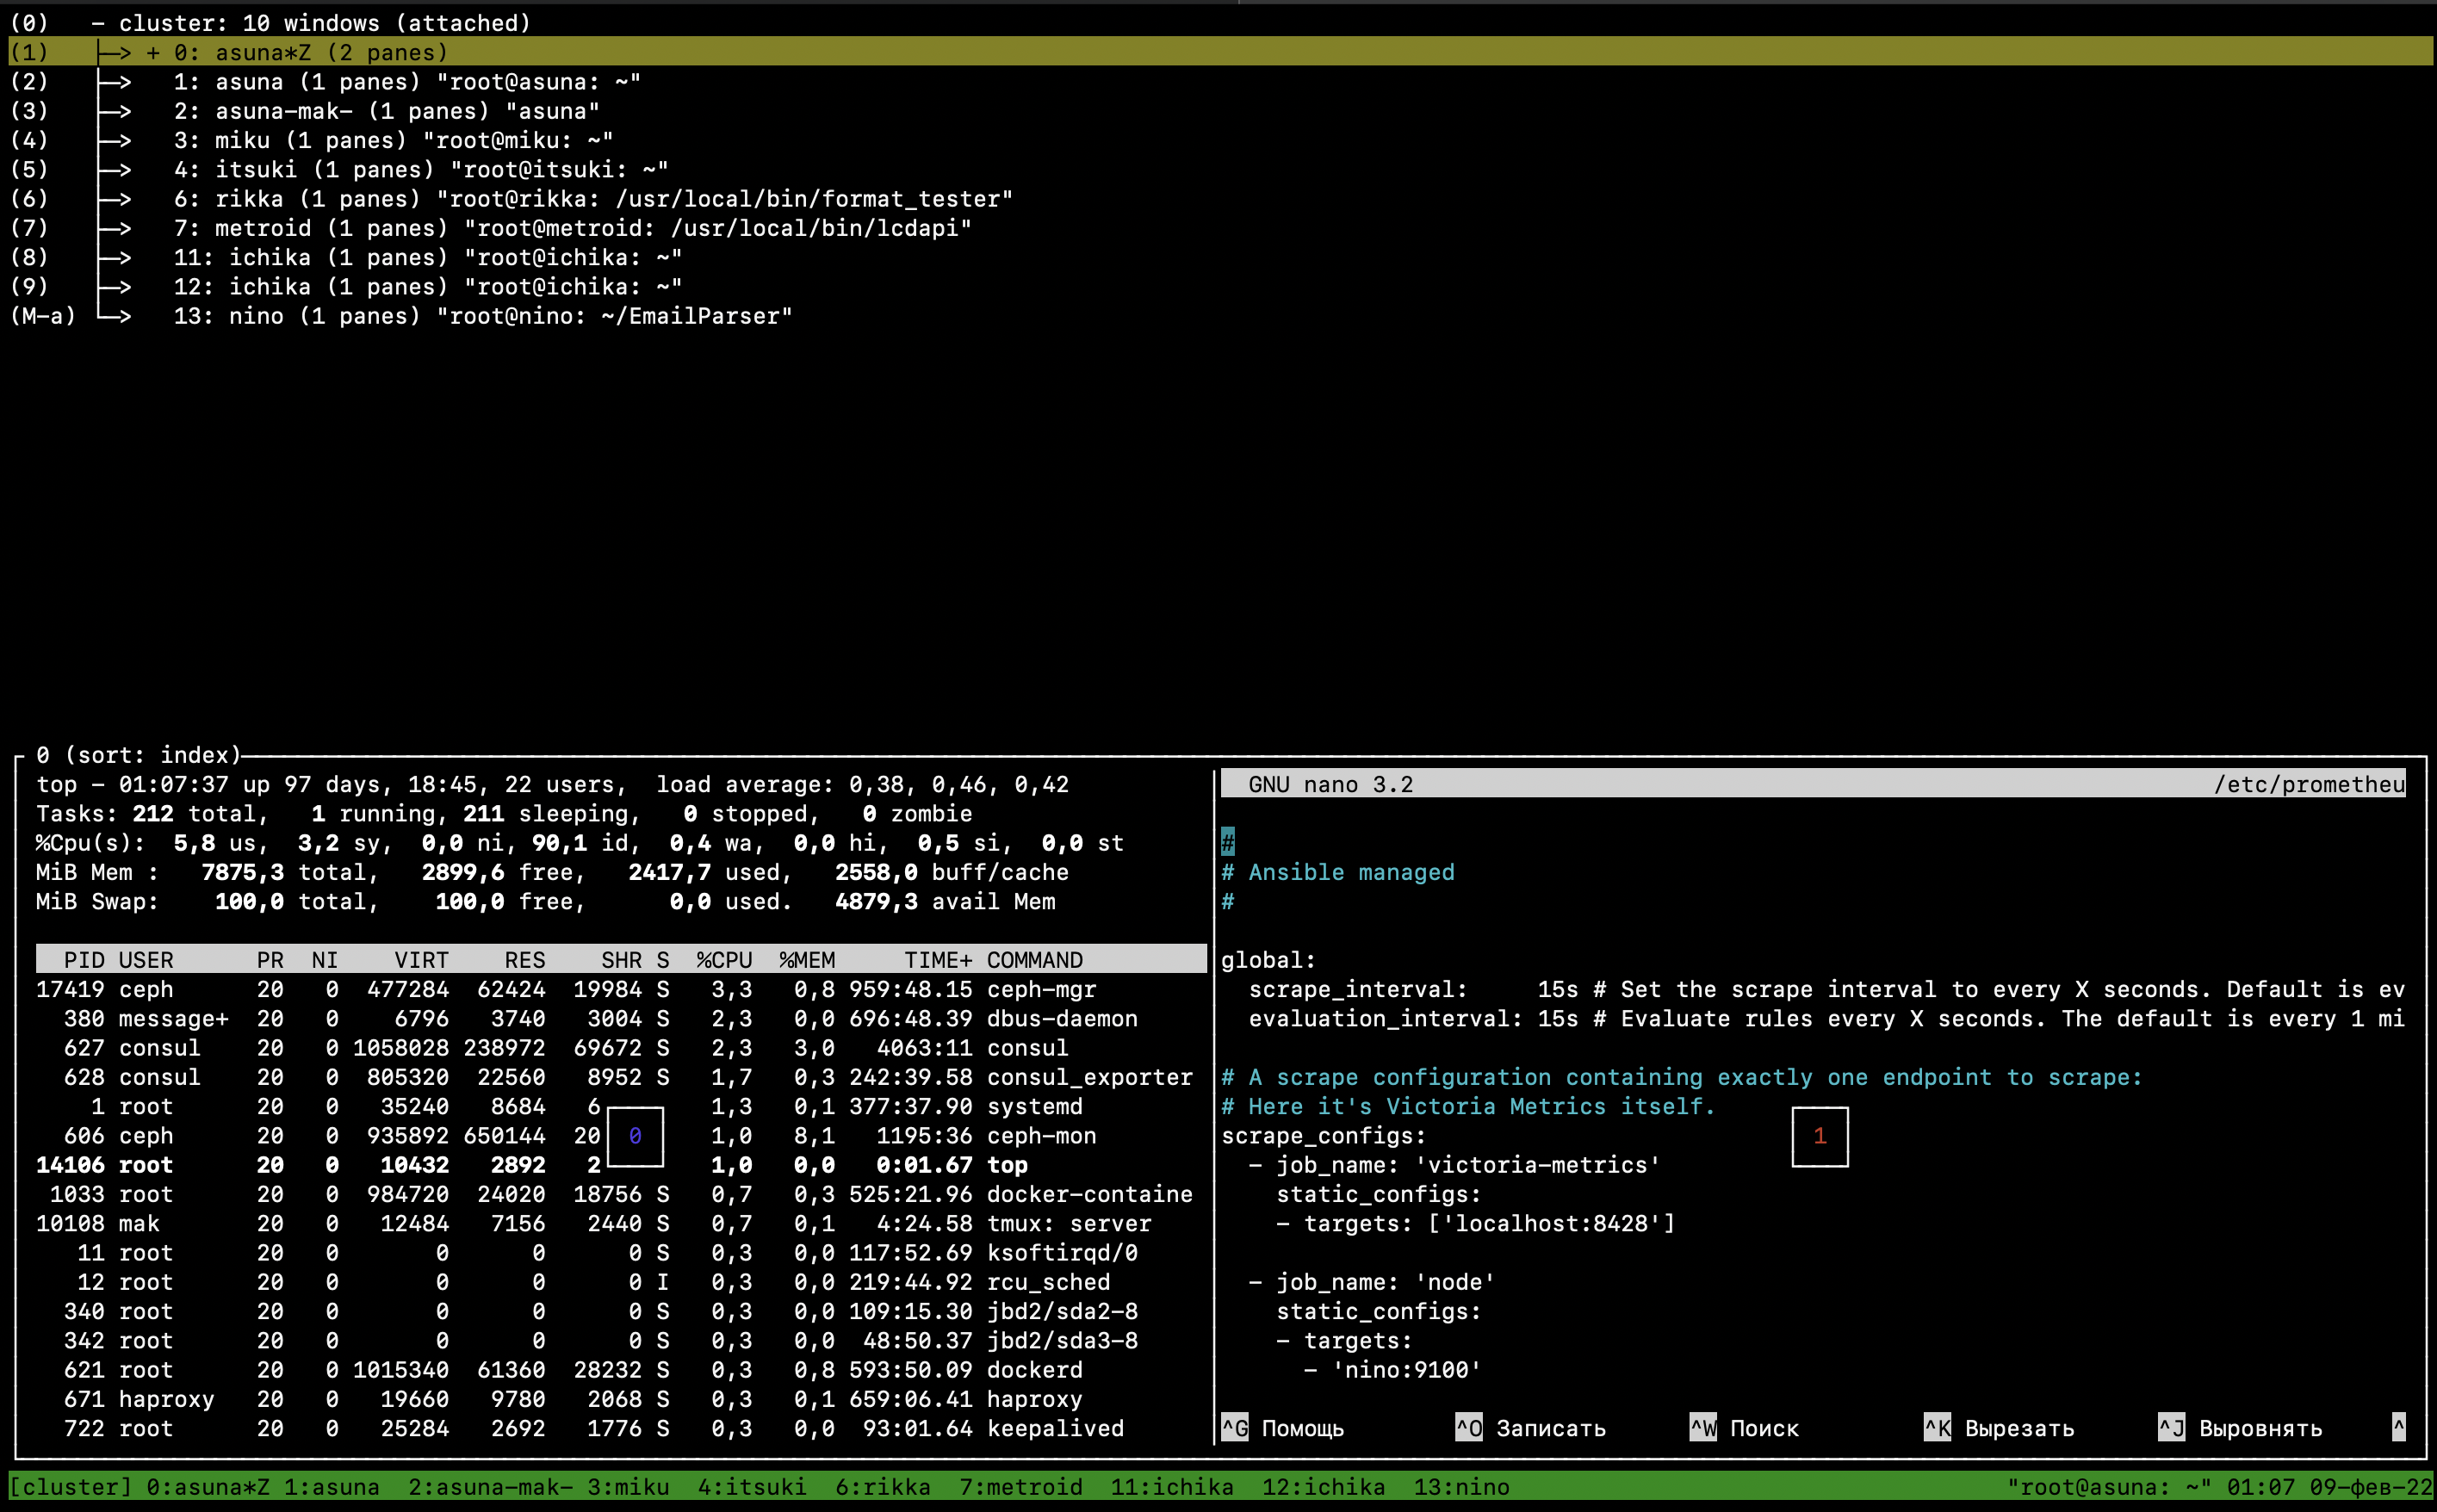 (0) - cluster: 10 windows (attached)
(1) ├─> + 0: asuna*Z (2 panes)
(2) ├─> 1: asuna (1 panes) "root@asuna: ~"
(3) ├─> 2: asuna-mak- (1 panes) "asuna"
(4) ├─> 3: miku (1 panes) "root@miku: ~"
(5) ├─> 4: itsuki (1 panes) "root@itsuki: ~"
(6) ├─> 6: rikka (1 panes) "root@rikka: /usr/local/bin/format_tester"
(7) ├─> 7: metroid (1 panes) "root@metroid: /usr/local/bin/lcdapi"
(8) ├─> 11: ichika (1 panes) "root@ichika: ~"
(9) ├─> 12: ichika (1 panes) "root@ichika: ~"
(M-a) └─> 13: nino (1 panes) "root@nino: ~/EmailParser"
0 (sort: index)
top - 01:07:37 up 97 days, 18:45, 22 users, load average: 0,38, 0,46, 0,42
Tasks: 212 total, 1 running, 211 sleeping, 0 stopped, 0 zombie
%Cpu(s): 5,8 us, 3,2 sy, 0,0 ni, 90,1 id, 0,4 wa, 0,0 hi, 0,5 si, 0,0 st
MiB Mem : 7875,3 total, 2899,6 free, 2417,7 used, 2558,0 buff/cache
MiB Swap: 100,0 total, 100,0 free, 0,0 used. 4879,3 avail Mem
PID USER PR NI VIRT RES SHR S %CPU %MEM TIME+ COMMAND
17419 ceph 20 0 477284 62424 19984 S 3,3 0,8 959:48.15 ceph-mgr
380 message+ 20 0 6796 3740 3004 S 2,3 0,0 696:48.39 dbus-daemon
627 consul 20 0 1058028 238972 69672 S 2,3 3,0 4063:11 consul
628 consul 20 0 805320 22560 8952 S 1,7 0,3 242:39.58 consul_exporter
1 root 20 0 35240 8684 6 1,3 0,1 377:37.90 systemd
606 ceph 20 0 935892 650144 20 0 1,0 8,1 1195:36 ceph-mon
14106 root 20 0 10432 2892 2 1,0 0,0 0:01.67 top
1033 root 20 0 984720 24020 18756 S 0,7 0,3 525:21.96 docker-containe
10108 mak 20 0 12484 7156 2440 S 0,7 0,1 4:24.58 tmux: server
11 root 20 0 0 0 0 S 0,3 0,0 117:52.69 ksoftirqd/0
12 root 20 0 0 0 0 I 0,3 0,0 219:44.92 rcu_sched
340 root 20 0 0 0 0 S 0,3 0,0 109:15.30 jbd2/sda2-8
342 root 20 0 0 0 0 S 0,3 0,0 48:50.37 jbd2/sda3-8
621 root 20 0 1015340 61360 28232 S 0,3 0,8 593:50.09 dockerd
671 haproxy 20 0 19660 9780 2068 S 0,3 0,1 659:06.41 haproxy
722 root 20 0 25284 2692 1776 S 0,3 0,0 93:01.64 keepalived
GNU nano 3.2 /etc/prometheu
#
# Ansible managed
#
global:
scrape_interval: 15s # Set the scrape interval to every X seconds. Default is ev
evaluation_interval: 15s # Evaluate rules every X seconds. The default is every 1 mi
# A scrape configuration containing exactly one endpoint to scrape:
# Here it's Victoria Metrics itself.
scrape_configs: 1
- job_name: 'victoria-metrics'
static_configs:
- targets: ['localhost:8428']
- job_name: 'node'
static_configs:
- targets:
- 'nino:9100'
^G Помощь ^O Записать ^W Поиск ^K Вырезать ^J Выровнять ^
[cluster] 0:asuna*Z 1:asuna 2:asuna-mak- 3:miku 4:itsuki 6:rikka 7:metroid 11:ichika 12:ichika 13:nino "root@asuna: ~" 01:07 09-фев-22